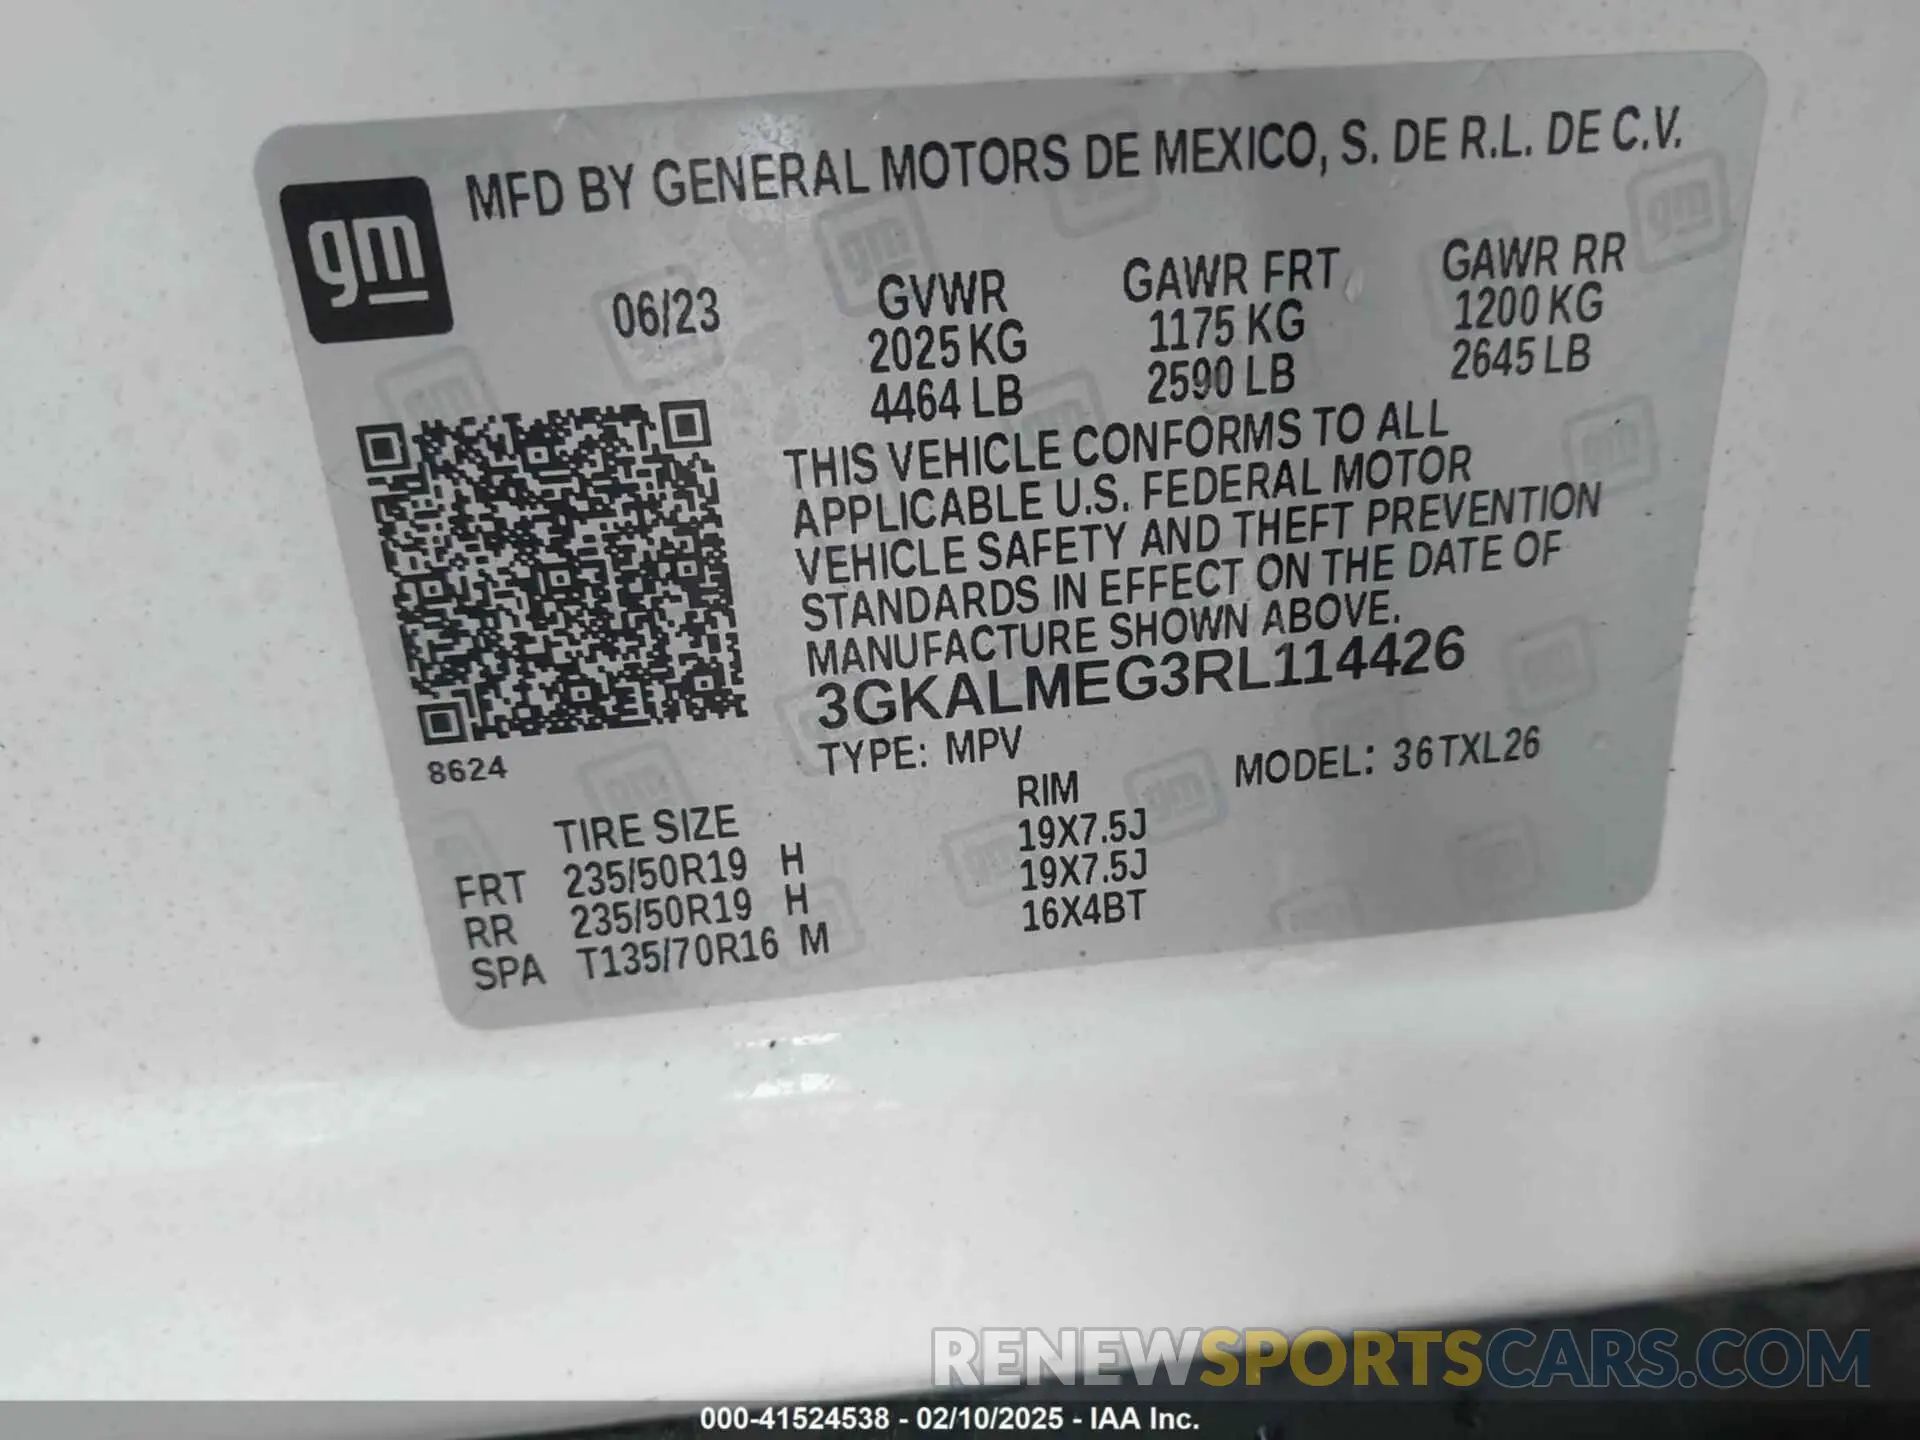 MFD BY GENERAL MOTORS DE MEXICO, S. DE R.L. DE C.V.
gm
06/23
GVWR GAWR FRT GAWR RR
2025 KG 1175 KG 1200 KG
4464 LB 2590 LB 2645 LB
THIS VEHICLE CONFORMS TO ALL
APPLICABLE U.S. FEDERAL MOTOR
VEHICLE SAFETY AND THEFT PREVENTION
STANDARDS IN EFFECT ON THE DATE OF
MANUFACTURE SHOWN ABOVE.
3GKALMEG3RL114426
TYPE: MPV MODEL: 36TXL26
8624
TIRE SIZE RIM
FRT 235/50R19 H 19X7.5J
RR 235/50R19 H 19X7.5J
SPA T135/70R16 M 16X4BT
RENEWSPORTSCARS.COM
000-41524538 - 02/10/2025 - IAA Inc.